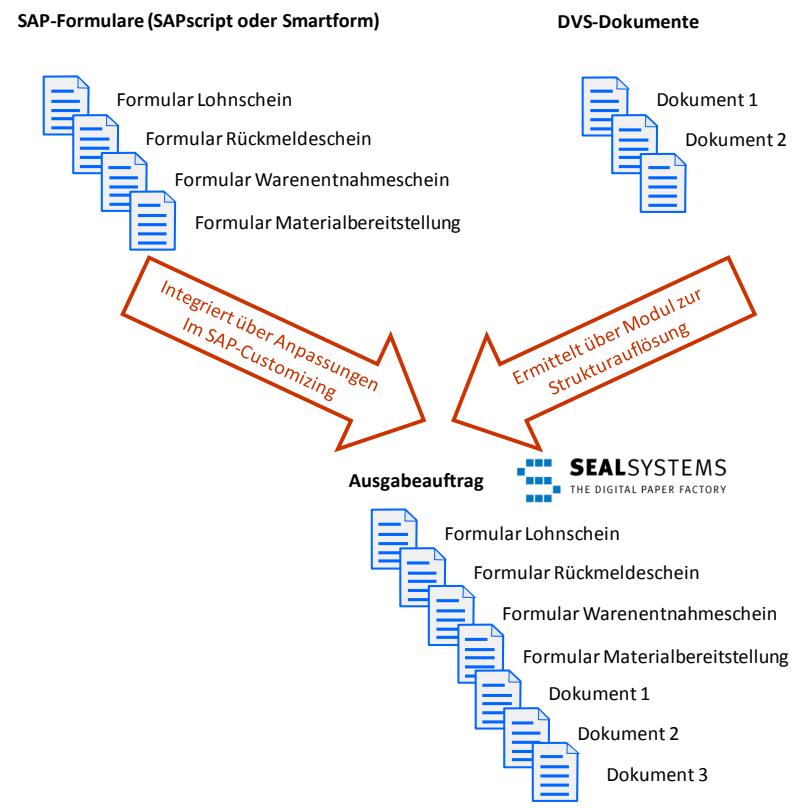 SAP-Formulare (SAPscript oder Smartform)
DVS-Dokumente
Formular Lohnschein
Formular Rückmeldeschein
Formular Warenentnahmeschein
Formular Materialbereitstellung
Dokument 1
Dokument 2
Integriert über Anpassungen
Im SAP-Customizing
Ermittelt über Modul zur
Strukturauflösung
Ausgabeauftrag
SEALSYSTEMS
THE DIGITAL PAPER FACTORY
Formular Lohnschein
Formular Rückmeldeschein
Formular Warenentnahmeschein
Formular Materialbereitstellung
Dokument 1
Dokument 2
Dokument 3